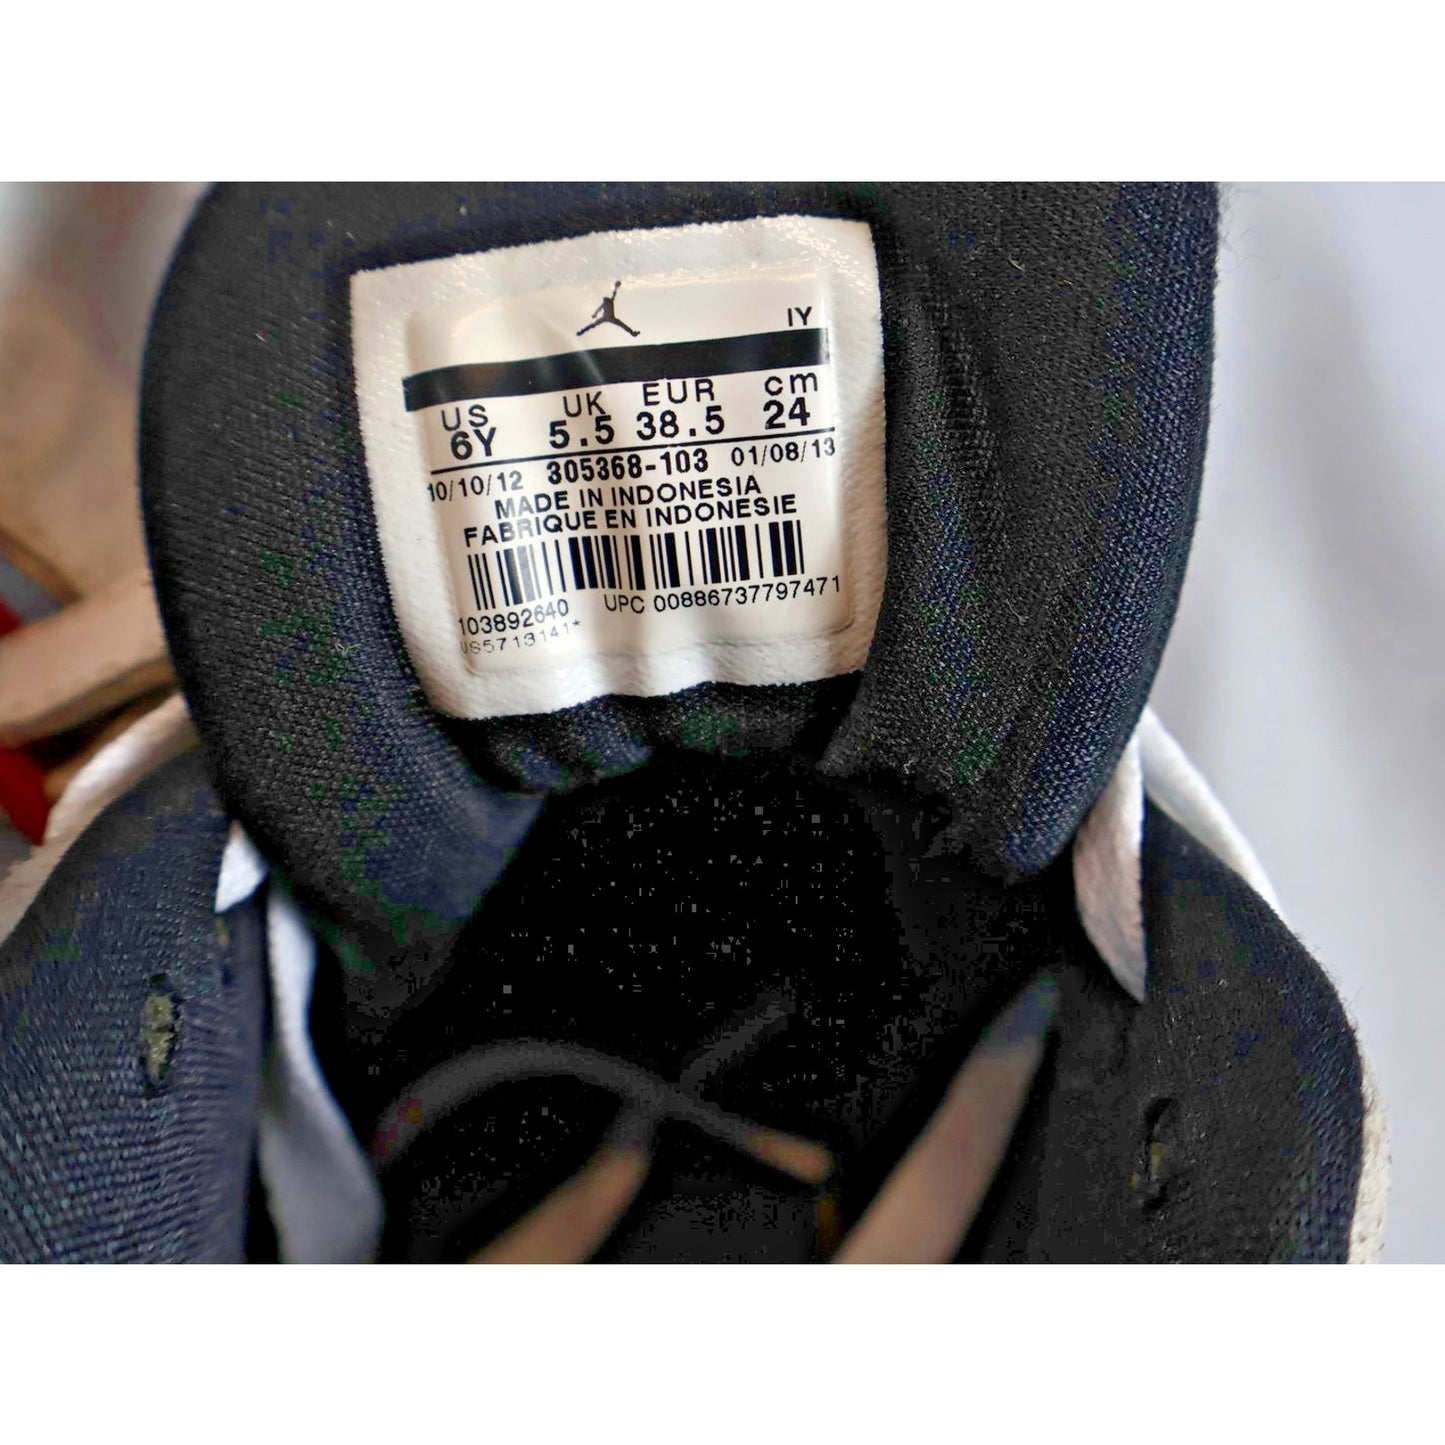 IY
US UK EUR cm
6Y 5.5 38.5 24
10/10/12 305368-103 01/08/13
MADE IN INDONESIA
FABRIQUE EN INDONESIE
103892640 UPC 00886737797471
US5713141*